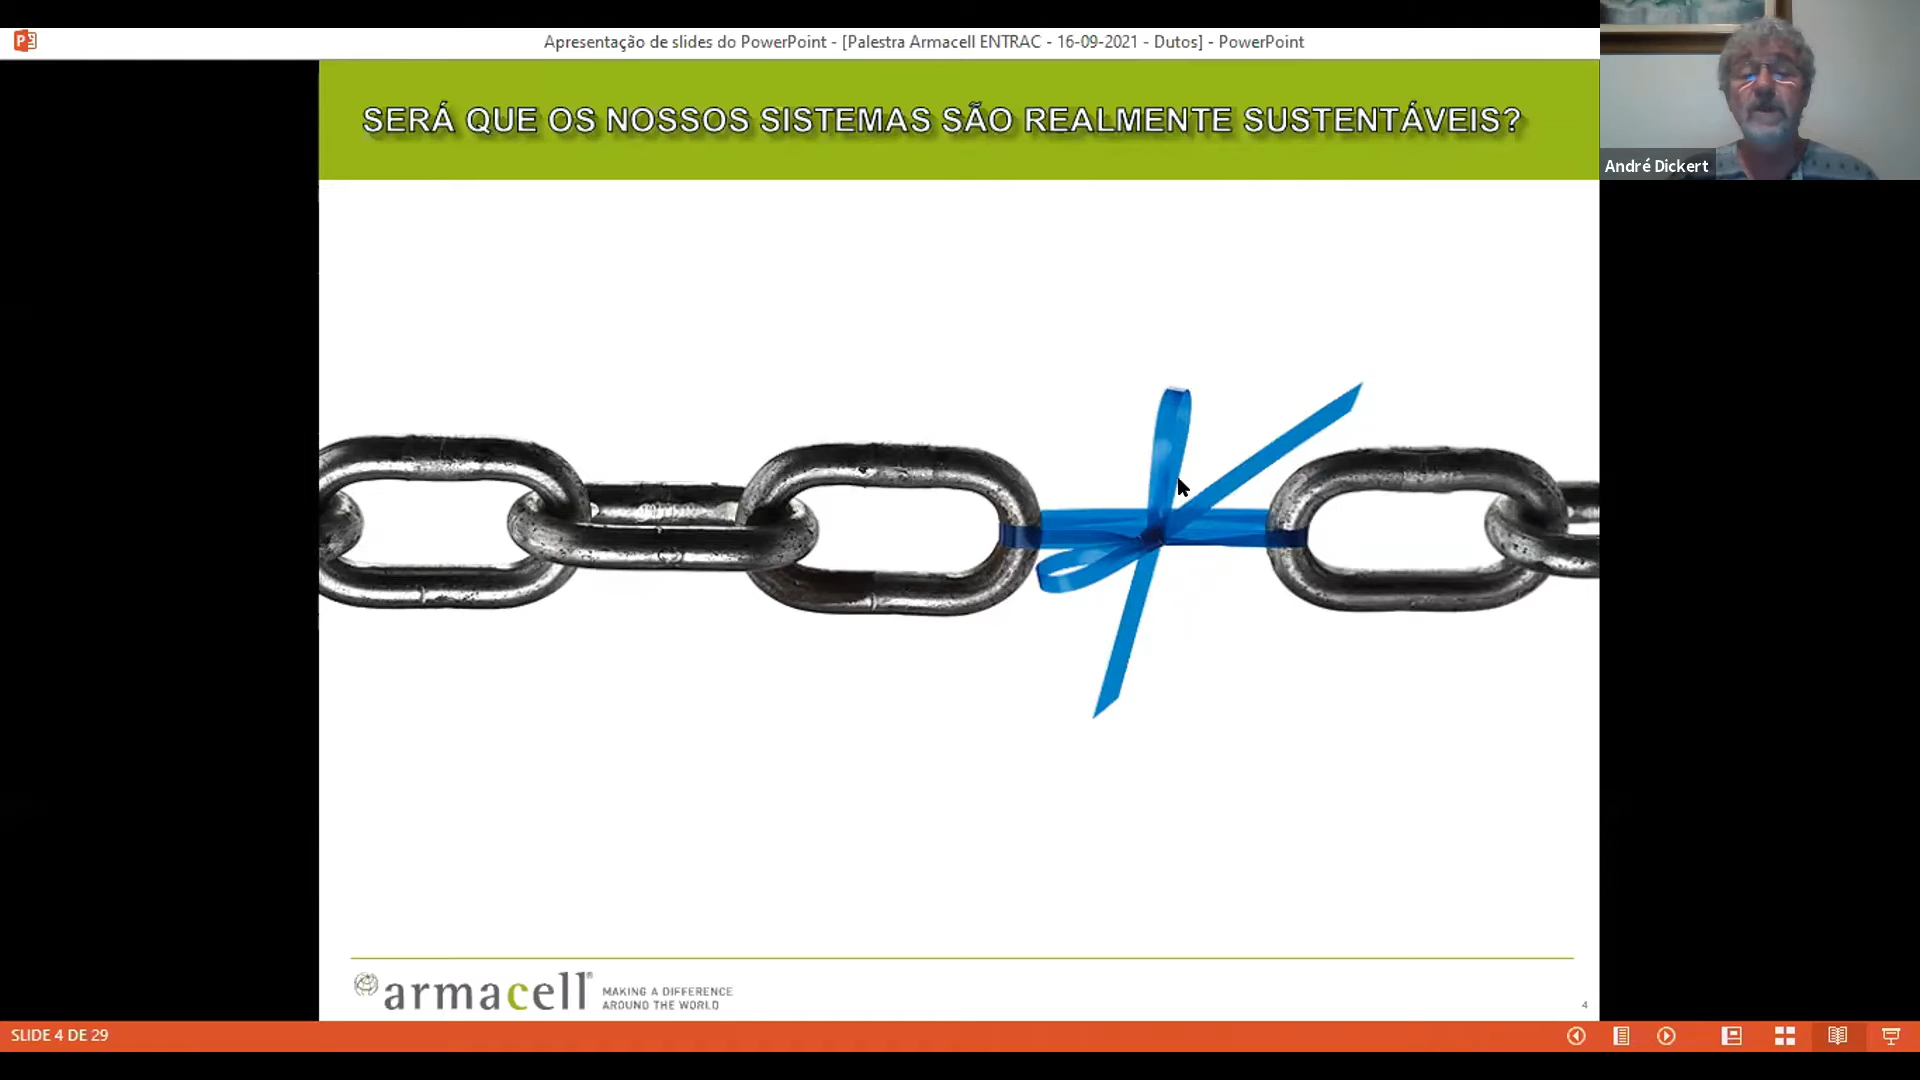 Apresentação de slides do PowerPoint - [Palestra Armacell ENTRAC - 16-09-2021 - Dutos] - PowerPoint
SERÁ QUE OS NOSSOS SISTEMAS SÃO REALMENTE SUSTENTÁVEIS?
André Dickert
armacell®
MAKING A DIFFERENCE
AROUND THE WORLD
4
SLIDE 4 DE 29